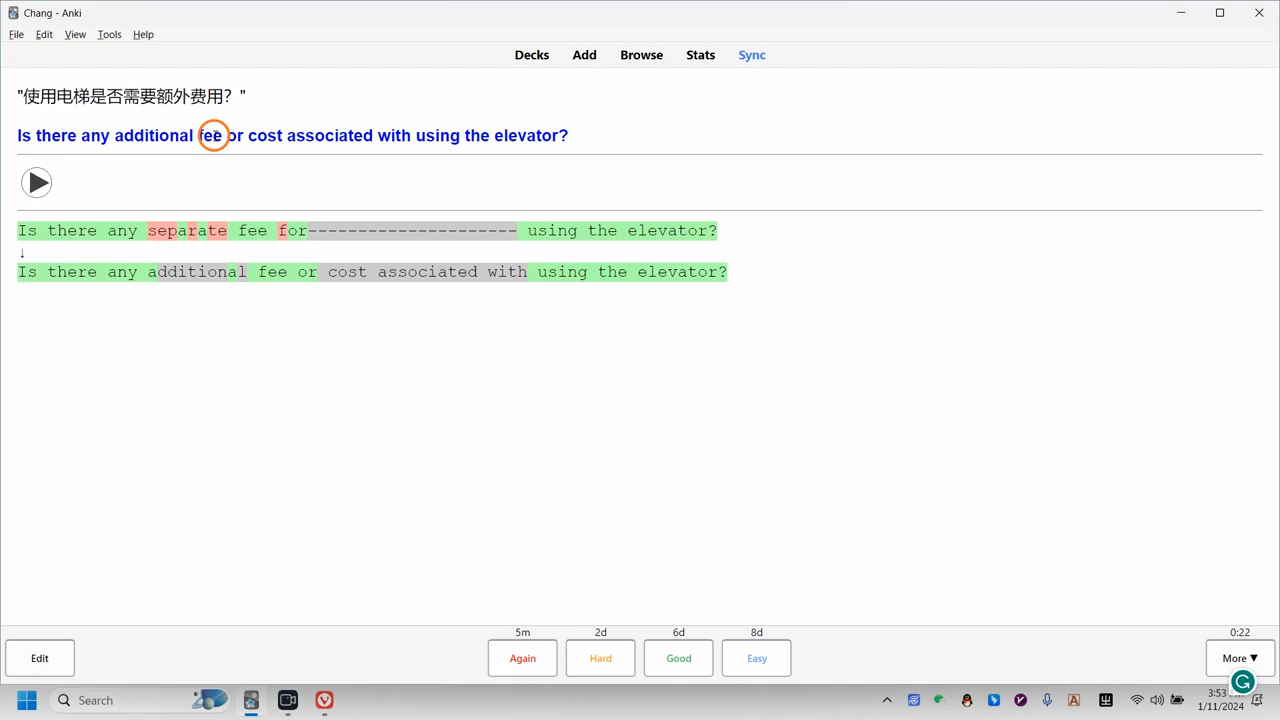 Chang - Anki
File Edit View Tools Help
Decks Add Browse Stats Sync
"使用电梯是否需要额外费用？"
Is there any additional fee or cost associated with using the elevator?
Is there any separate fee for--------------------- using the elevator?
↓
Is there any additional fee or cost associated with using the elevator?
5m 2d 6d 8d 0:22
Edit Again Hard Good Easy More ▼
Search
3:53
1/11/2024